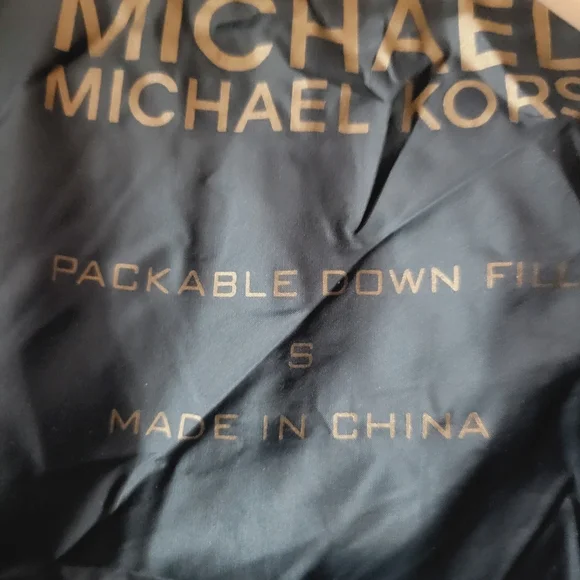 MICHAEL
MICHAEL KORS
PACKABLE DOWN FILL
S
MADE IN CHINA